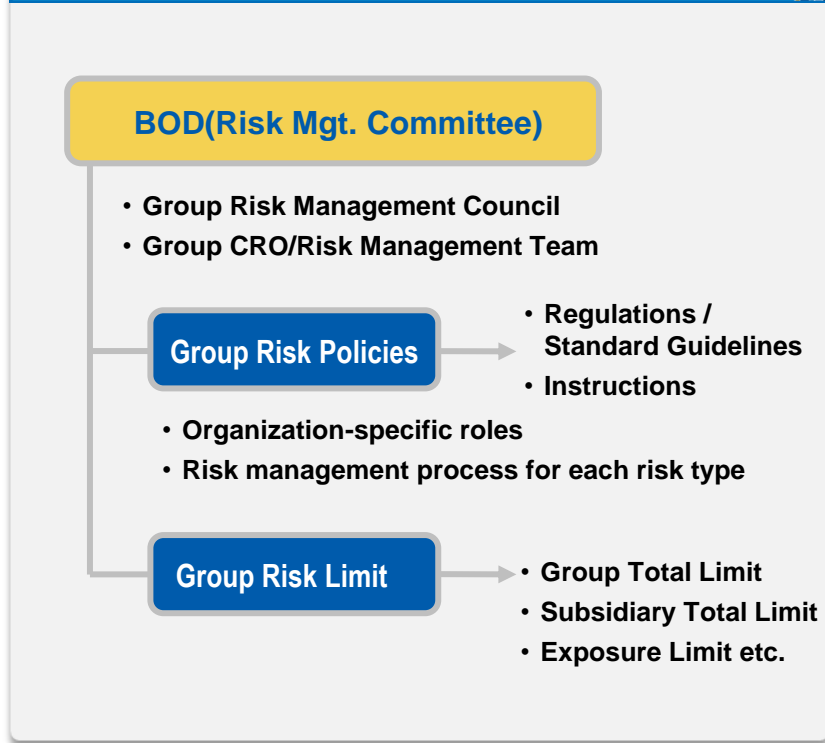 BOD(Risk Mgt. Committee)
• Group Risk Management Council
• Group CRO/Risk Management Team
Group Risk Policies
• Regulations /
Standard Guidelines
• Instructions
• Organization-specific roles
• Risk management process for each risk type
Group Risk Limit
• Group Total Limit
• Subsidiary Total Limit
• Exposure Limit etc.